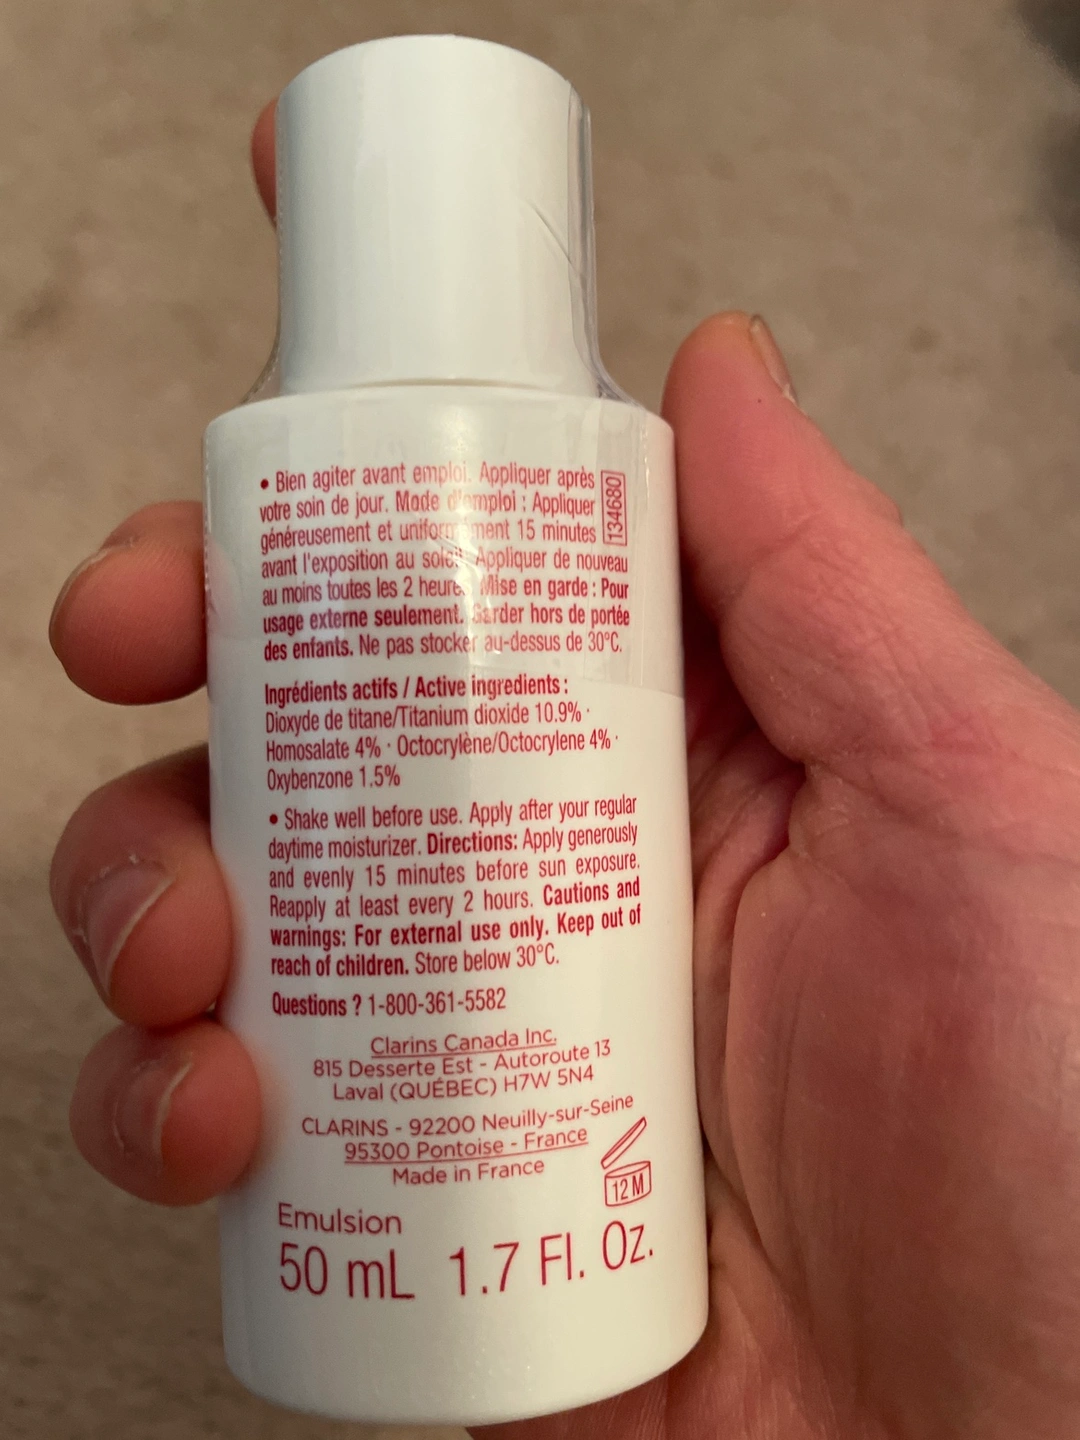 • Bien agiter avant emploi. Appliquer après
votre soin de jour. Mode d'emploi : Appliquer
généreusement et uniformément 15 minutes
avant l'exposition au soleil. Appliquer de nouveau
au moins toutes les 2 heures. Mise en garde : Pour
usage externe seulement. Garder hors de portée
des enfants. Ne pas stocker au-dessus de 30°C.
134680
Ingrédients actifs / Active ingredients :
Dioxyde de titane/Titanium dioxide 10.9% ·
Homosalate 4% · Octocrylène/Octocrylene 4% ·
Oxybenzone 1.5%
• Shake well before use. Apply after your regular
daytime moisturizer. Directions: Apply generously
and evenly 15 minutes before sun exposure.
Reapply at least every 2 hours. Cautions and
warnings: For external use only. Keep out of
reach of children. Store below 30°C.
Questions ? 1-800-361-5582
Clarins Canada Inc.
815 Desserte Est - Autoroute 13
Laval (QUÉBEC) H7W 5N4
CLARINS - 92200 Neuilly-sur-Seine
95300 Pontoise - France
Made in France
12 M
Emulsion
50 mL 1.7 Fl. Oz.